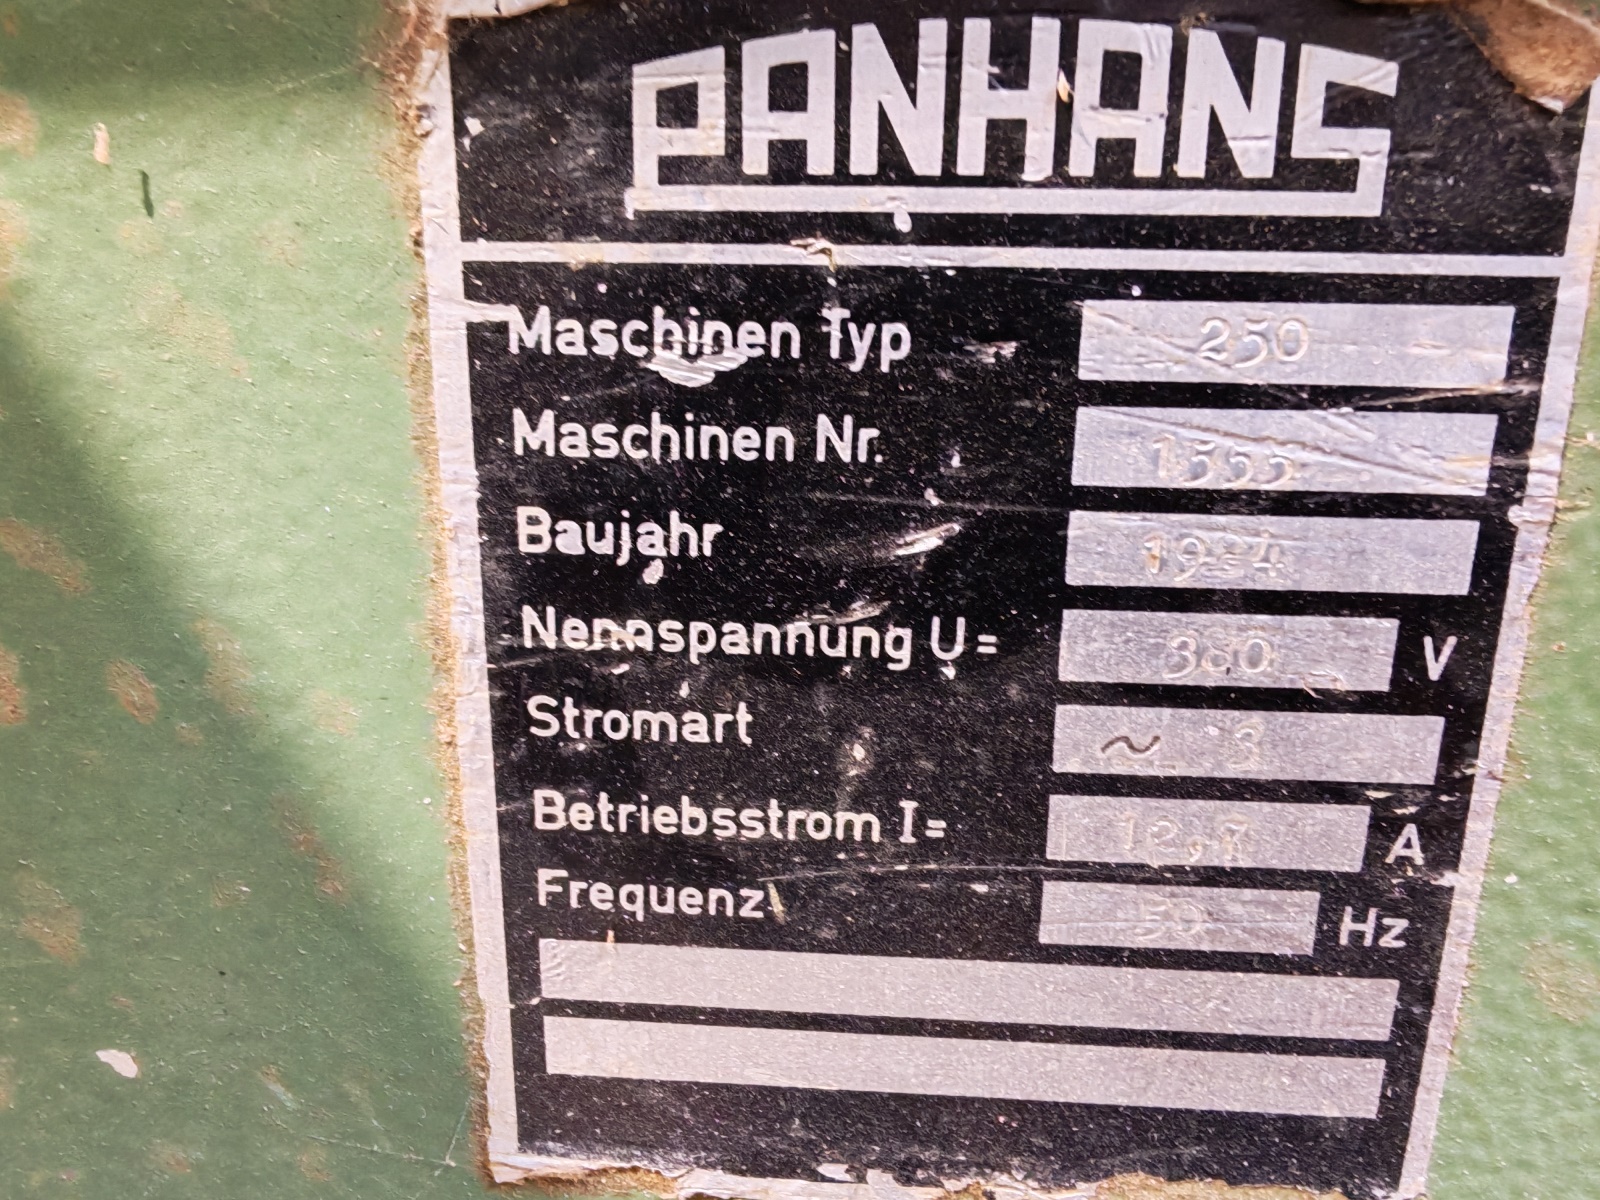 PANHANS
Maschinen Typ 250
Maschinen Nr. 1555
Baujahr
Nennspannung U= 380 V
Stromart ~ 3
Betriebsstrom I= A
Frequenz 50 Hz